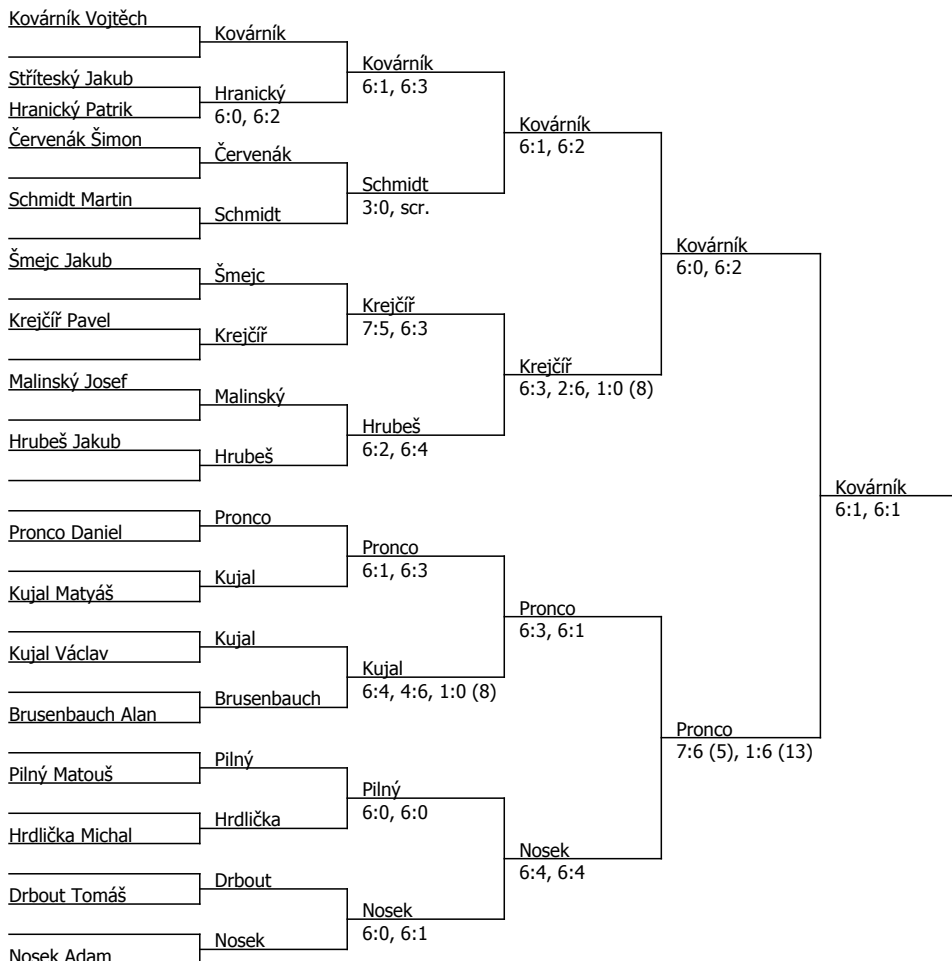 Kovárník Vojtěch
Stříteský Jakub
Hranický Patrik
Červenák Šimon
Schmidt Martin
Šmejc Jakub
Krejčíř Pavel
Malinský Josef
Hrubeš Jakub
Pronco Daniel
Kujal Matyáš
Kujal Václav
Brusenbauch Alan
Pilný Matouš
Hrdlička Michal
Drbout Tomáš
Nosek Adam
Kovárník
Hranický
6:0, 6:2
Červenák
Schmidt
Šmejc
Krejčíř
Malinský
Hrubeš
Pronco
Kujal
Kujal
Brusenbauch
Pilný
Hrdlička
Drbout
Nosek
Kovárník
6:1, 6:3
Schmidt
3:0, scr.
Krejčíř
7:5, 6:3
Hrubeš
6:2, 6:4
Pronco
6:1, 6:3
Kujal
6:4, 4:6, 1:0 (8)
Pilný
6:0, 6:0
Nosek
6:0, 6:1
Kovárník
6:1, 6:2
Krejčíř
6:3, 2:6, 1:0 (8)
Pronco
6:3, 6:1
Nosek
6:4, 6:4
Kovárník
6:0, 6:2
Pronco
7:6 (5), 1:6 (13)
Kovárník
6:1, 6:1